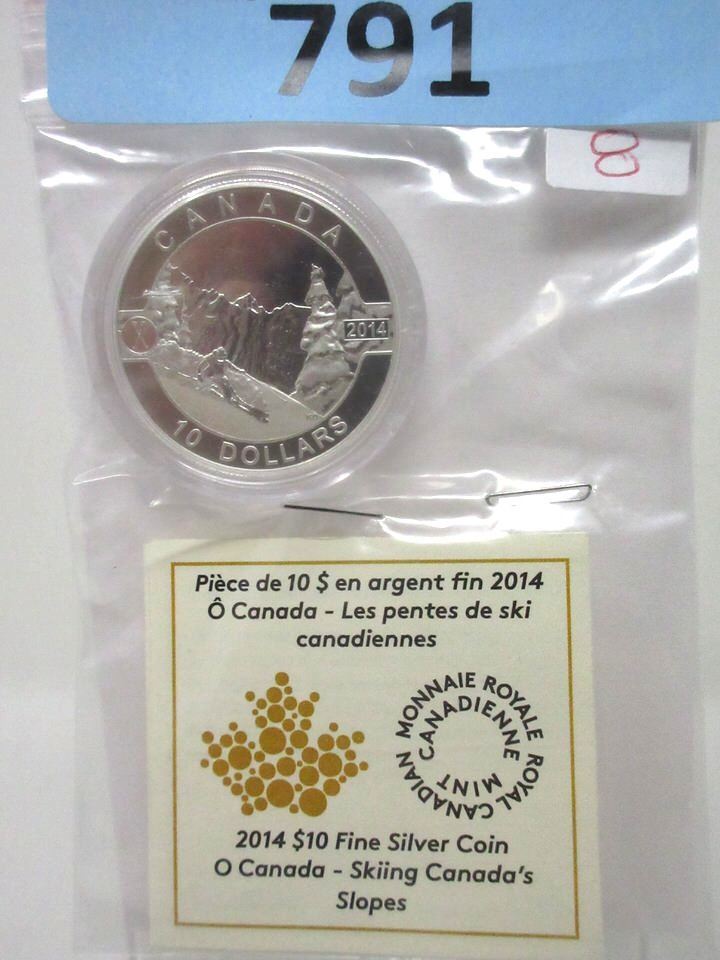 791
8
CANADA
2014
10 DOLLARS
Pièce de 10 $ en argent fin 2014
Ô Canada - Les pentes de ski
canadiennes
MONNAIE ROYALE CANADIENNE
ROYAL CANADIAN MINT
2014 $10 Fine Silver Coin
O Canada - Skiing Canada's
Slopes